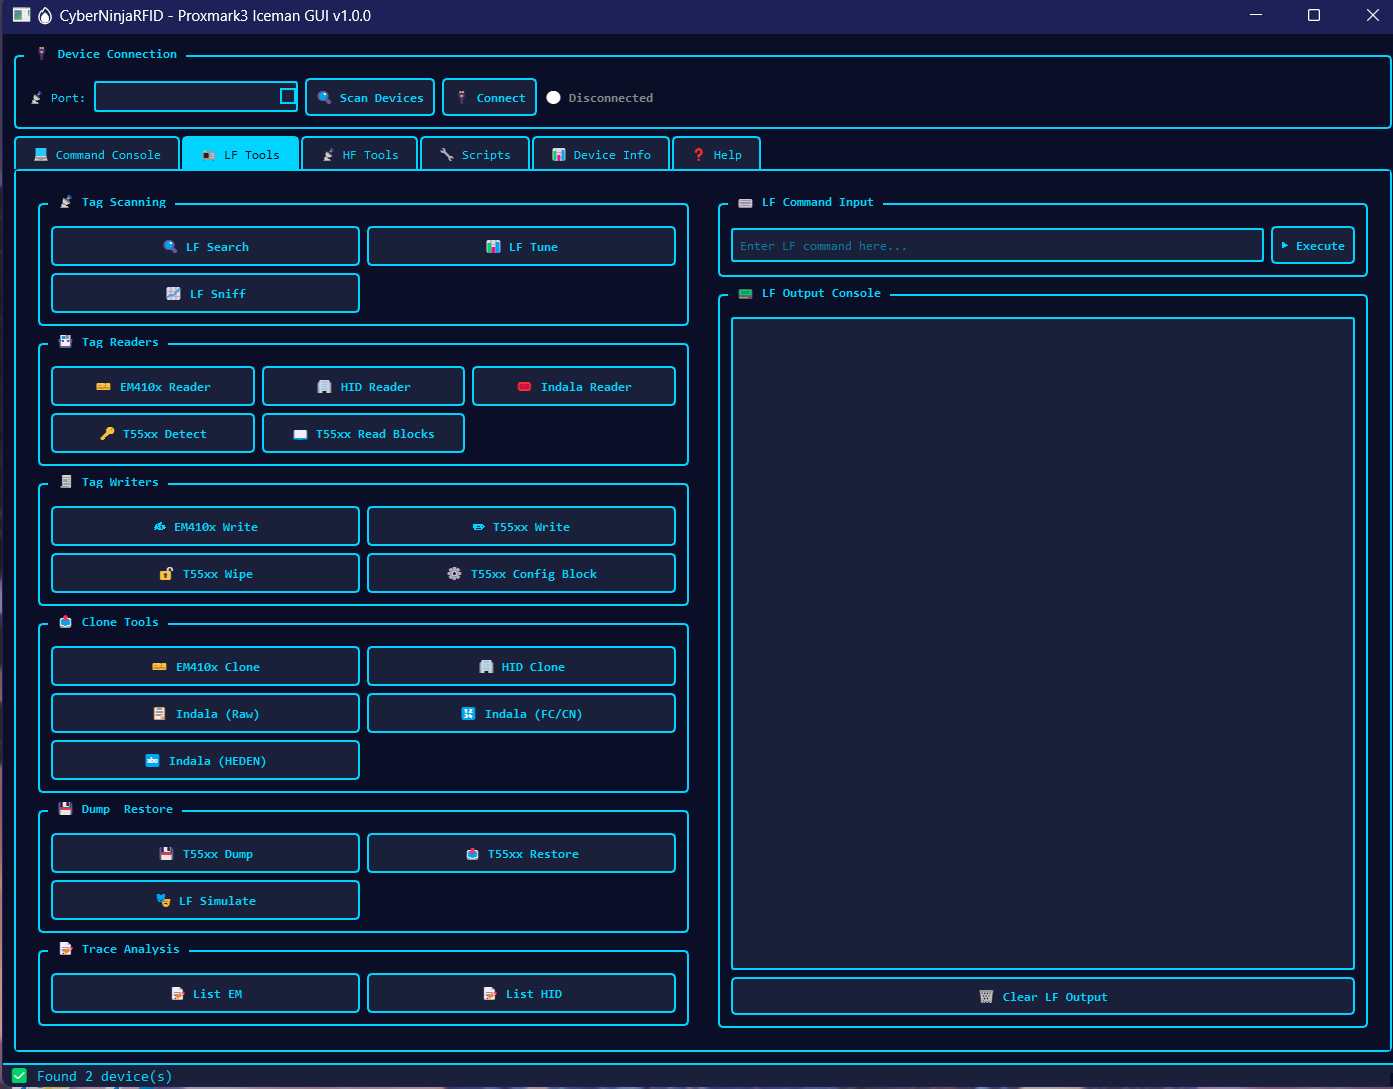 CyberNinjaRFID - Proxmark3 Iceman GUI v1.0.0
Device Connection
Port:
Scan Devices
Connect
Disconnected
Command Console
LF Tools
HF Tools
Scripts
Device Info
Help
Tag Scanning
LF Search
LF Tune
LF Sniff
Tag Readers
EM410x Reader
HID Reader
Indala Reader
T55xx Detect
T55xx Read Blocks
Tag Writers
EM410x Write
T55xx Write
T55xx Wipe
T55xx Config Block
Clone Tools
EM410x Clone
HID Clone
Indala (Raw)
Indala (FC/CN)
Indala (HEDEN)
Dump  Restore
T55xx Dump
T55xx Restore
LF Simulate
Trace Analysis
List EM
List HID
LF Command Input
Enter LF command here...
Execute
LF Output Console
Clear LF Output
Found 2 device(s)